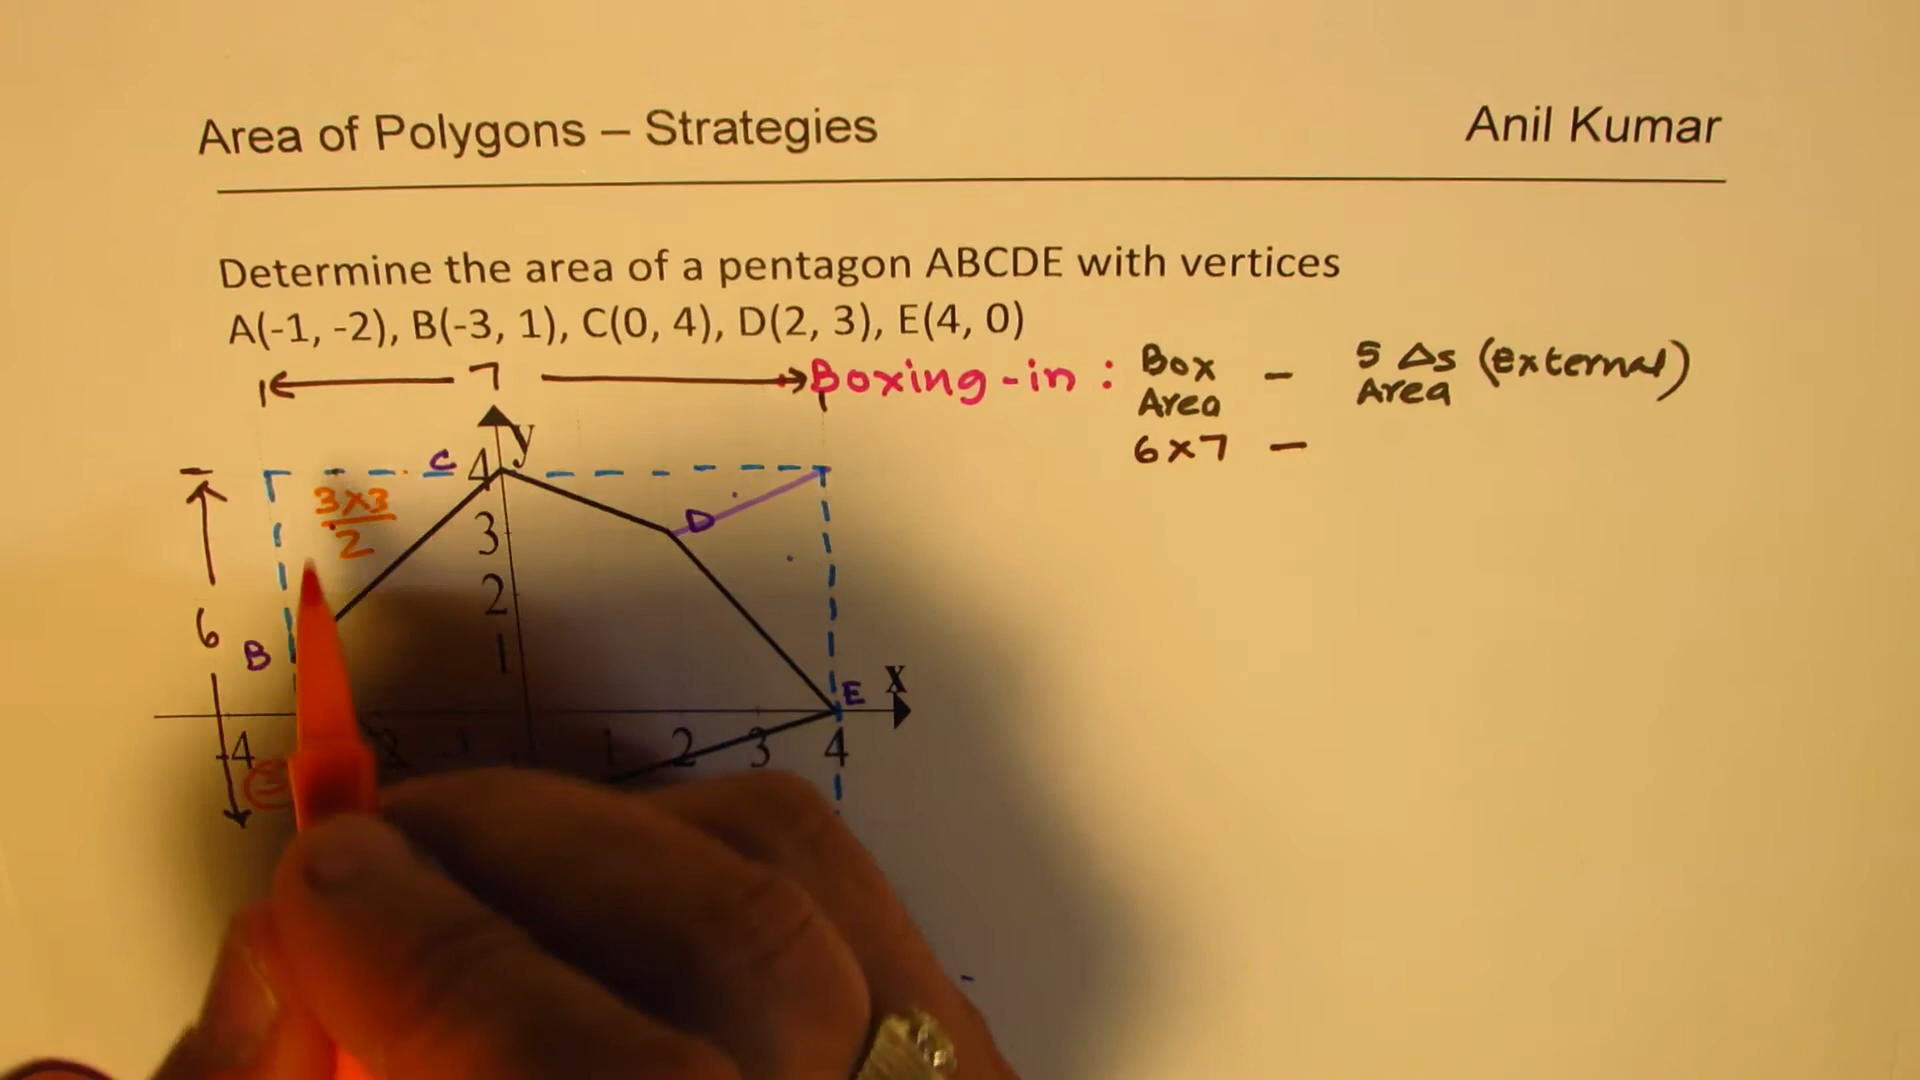 Area of Polygons – Strategies
Anil Kumar
Determine the area of a pentagon ABCDE with vertices
A(-1, -2), B(-3, 1), C(0, 4), D(2, 3), E(4, 0)
7
Boxing-in : Box Area – 5 Δs (external) Area
6×7 –
y
C 4
3×3
2
D
3
2
6
B
1
E
x
4
1 2 3 4